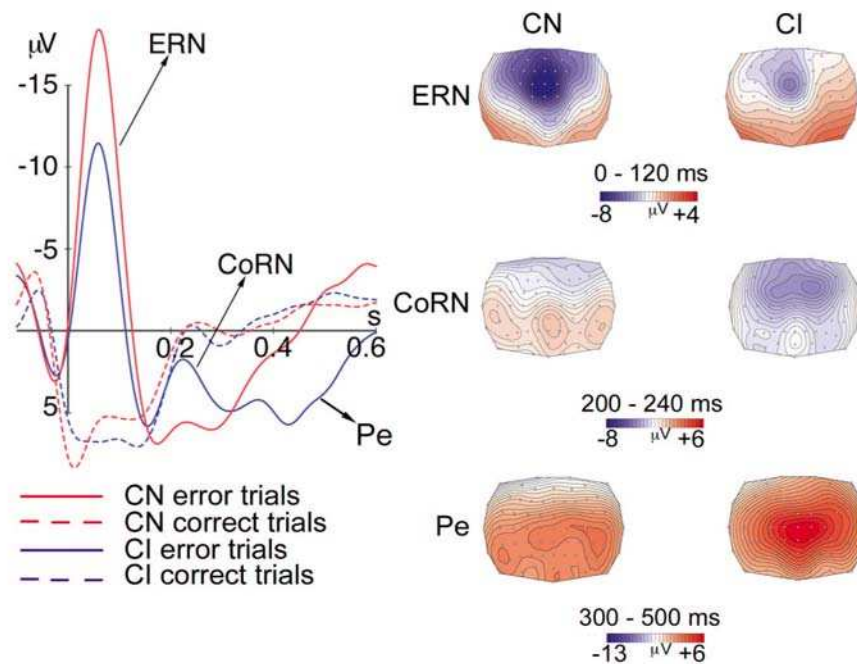 μV
-15
-10
-5
5
ERN
CoRN
s
0.2
0.4
0.6
Pe
CN error trials
CN correct trials
CI error trials
CI correct trials
CN
CI
ERN
0 - 120 ms
-8
μV
+4
CoRN
200 - 240 ms
-8
μV
+6
Pe
300 - 500 ms
-13
μV
+6